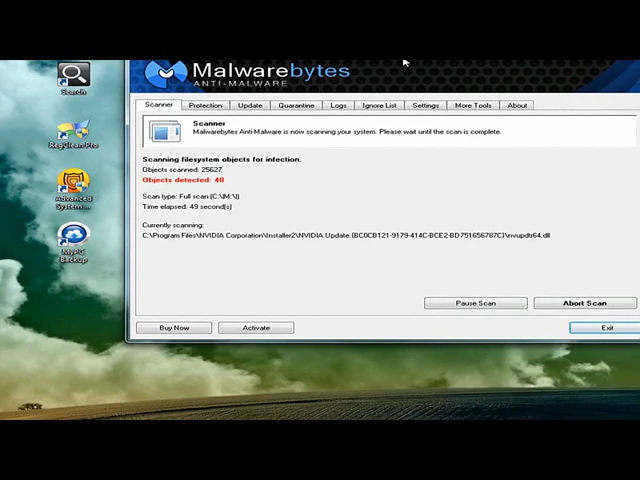 Search
RegClean Pro
Advanced
System ...
MyPC
Backup
Malwarebytes
ANTI-MALWARE
Scanner
Protection
Update
Quarantine
Logs
Ignore List
Settings
More Tools
About
Scanner
Malwarebytes Anti-Malware is now scanning your system. Please wait until the scan is complete.
Scanning filesystem objects for infection.
Objects scanned: 25627
Objects detected: 48
Scan type: Full scan (C:\|M:\|)
Time elapsed: 49 second(s)
Currently scanning:
C:\Program Files\NVIDIA Corporation\Installer2\NVIDIA.Update.{BC0CB121-9179-414C-BCE2-BD751656787C}\nvupdtr64.dll
Pause Scan
Abort Scan
Buy Now
Activate
Exit